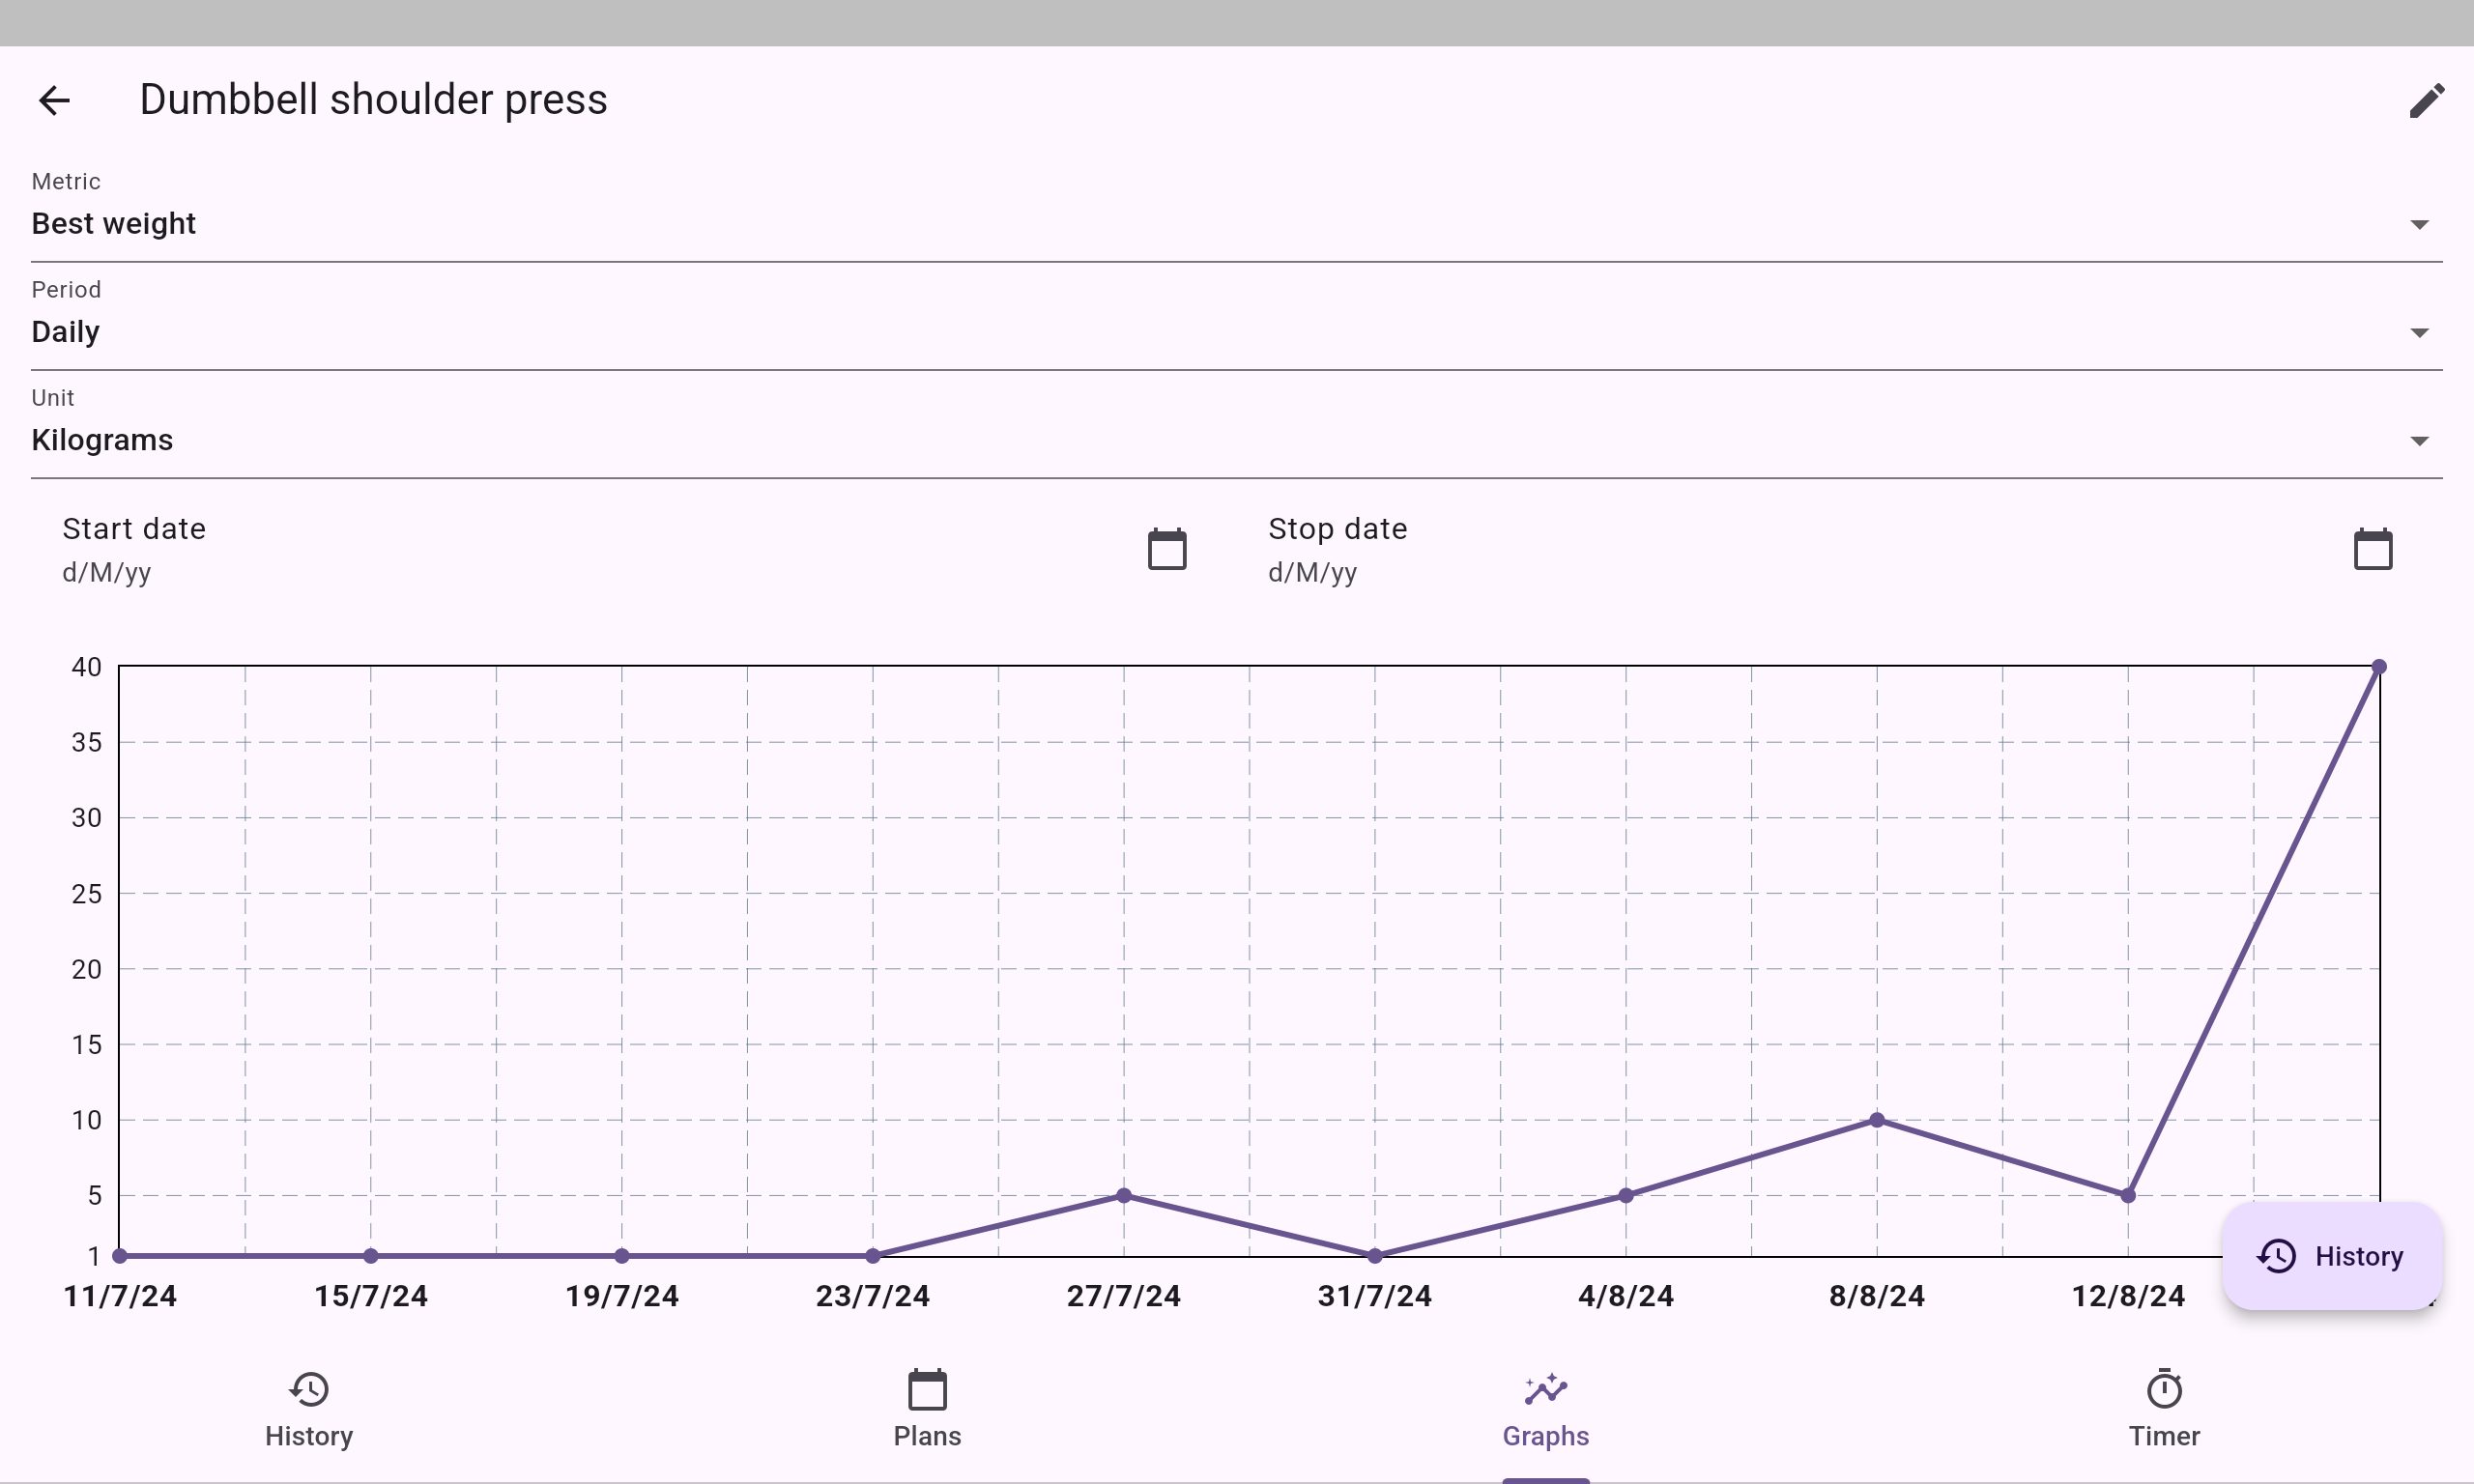 Dumbbell shoulder press
Metric
Best weight
Period
Daily
Unit
Kilograms
Start date
d/M/yy
Stop date
d/M/yy
40
35
30
25
20
15
10
5
1
11/7/24 15/7/24 19/7/24 23/7/24 27/7/24 31/7/24 4/8/24 8/8/24 12/8/24
History
History Plans Graphs Timer